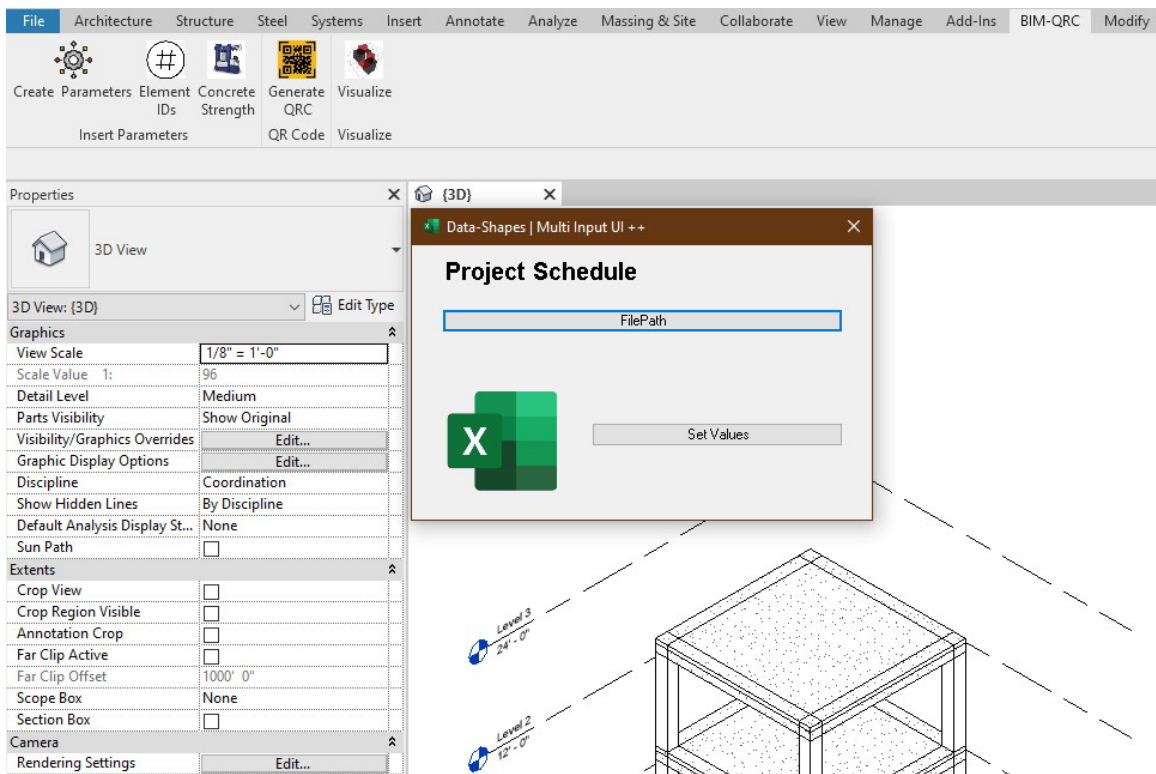 File Architecture Structure Steel Systems Insert Annotate Analyze Massing & Site Collaborate View Manage Add-Ins BIM-QRC Modify
Create Parameters Element IDs Concrete Strength Generate QRC Visualize
Insert Parameters QR Code Visualize
Properties
{3D}
3D View
3D View: {3D} Edit Type
Graphics
View Scale 1/8" = 1'-0"
Scale Value 1: 96
Detail Level Medium
Parts Visibility Show Original
Visibility/Graphics Overrides Edit...
Graphic Display Options Edit...
Discipline Coordination
Show Hidden Lines By Discipline
Default Analysis Display St... None
Sun Path
Extents
Crop View
Crop Region Visible
Annotation Crop
Far Clip Active
Far Clip Offset 1000' 0"
Scope Box None
Section Box
Camera
Rendering Settings Edit...
Data-Shapes | Multi Input UI ++
Project Schedule
FilePath
X
Set Values
Level 3
24' - 0"
Level 2
12' - 0"